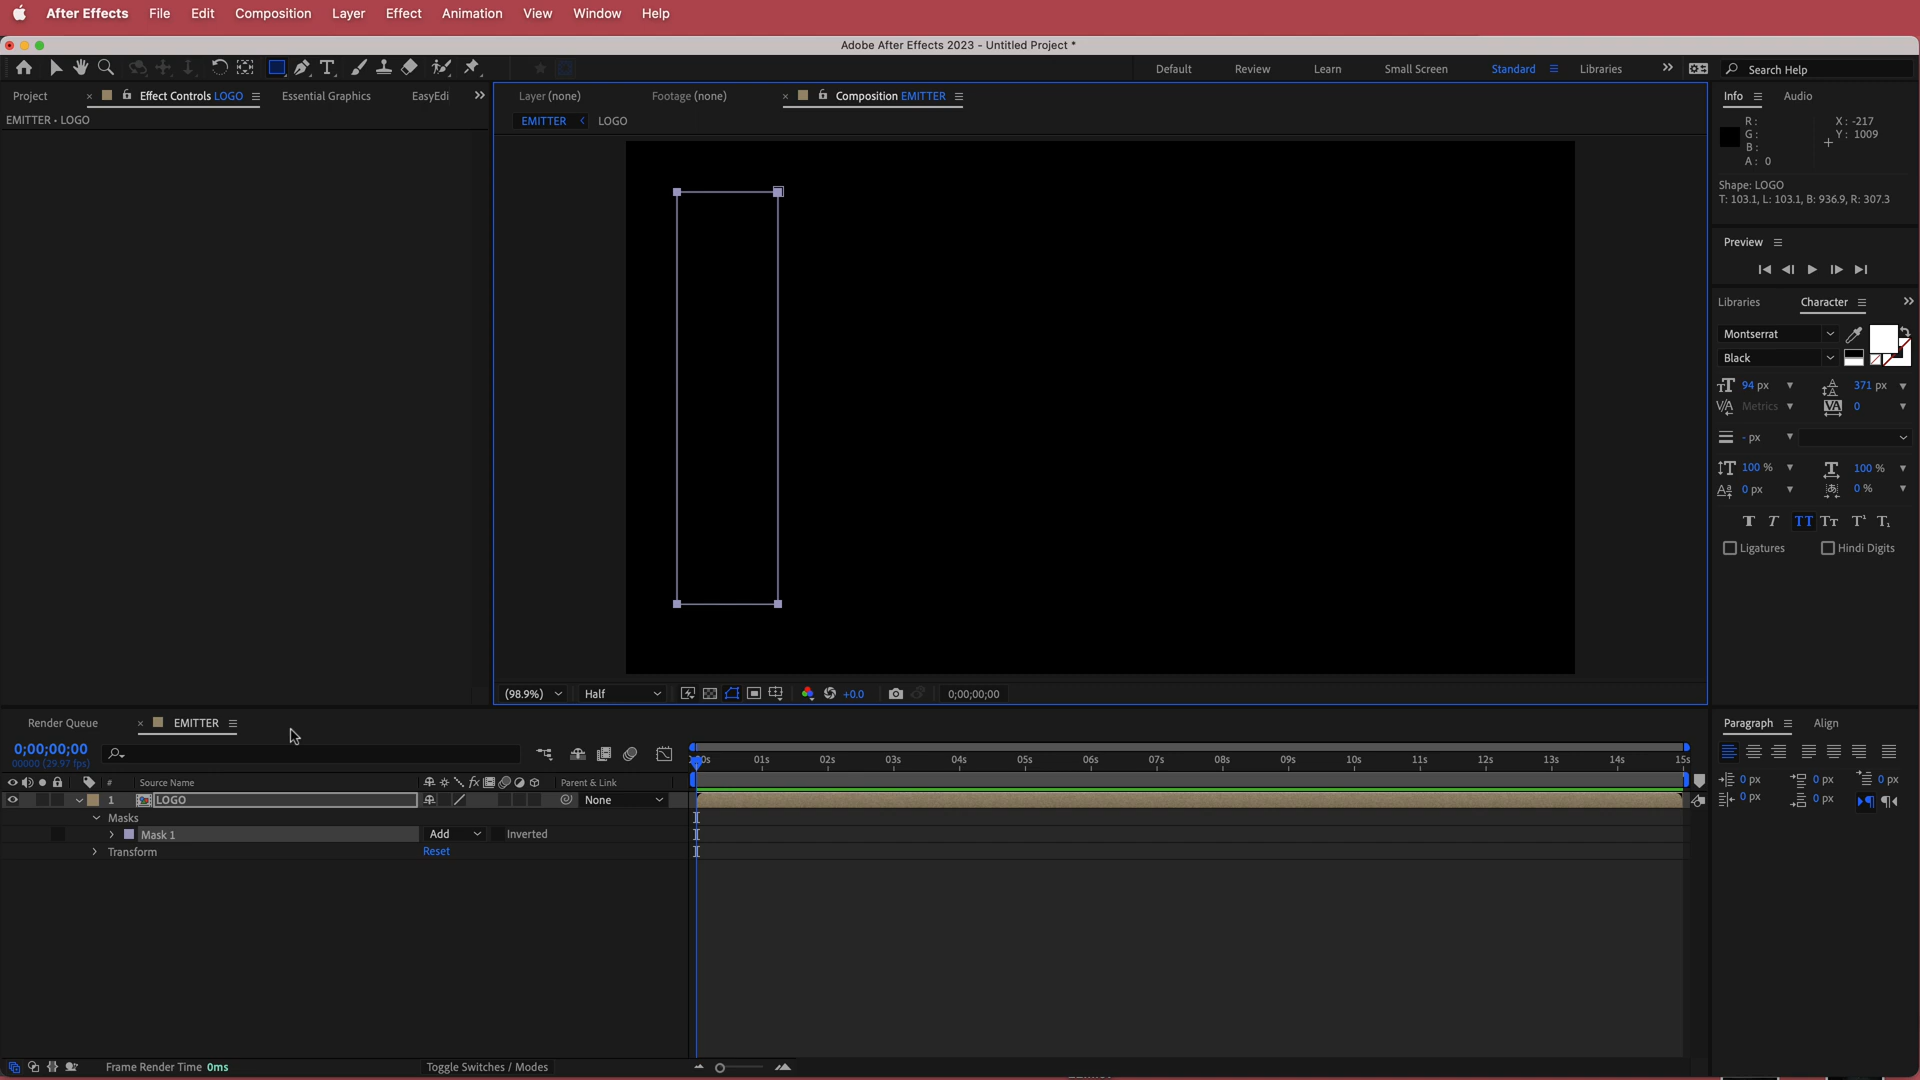 After Effects File Edit Composition Layer Effect Animation View Window Help
Adobe After Effects 2023 - Untitled Project *
Default Review Learn Small Screen Standard Libraries Search Help
Project Effect Controls LOGO Essential Graphics EasyEdi
Layer (none) Footage (none) Composition EMITTER
Info Audio
EMITTER • LOGO
EMITTER LOGO
R: X: -217
G: Y: 1009
B:
A: 0
Shape: LOGO
T: 103.1, L: 103.1, B: 936.9, R: 307.3
Preview
Libraries Character
Montserrat
Black
94 px 371 px
Metrics 0
- px
100 % 100 %
0 px 0 %
Ligatures Hindi Digits
(98.9%) Half +0.0 0;00;00;00
Render Queue EMITTER
Paragraph Align
0;00;00;00
00000 (29.97 fps)
01s 02s 03s 04s 05s 06s 07s 08s 09s 10s 11s 12s 13s 14s 15s
# Source Name Parent & Link
0 px 0 px 0 px
0 px 0 px
1 LOGO None
Masks
Mask 1 Add Inverted
Transform Reset
Frame Render Time 0ms Toggle Switches / Modes